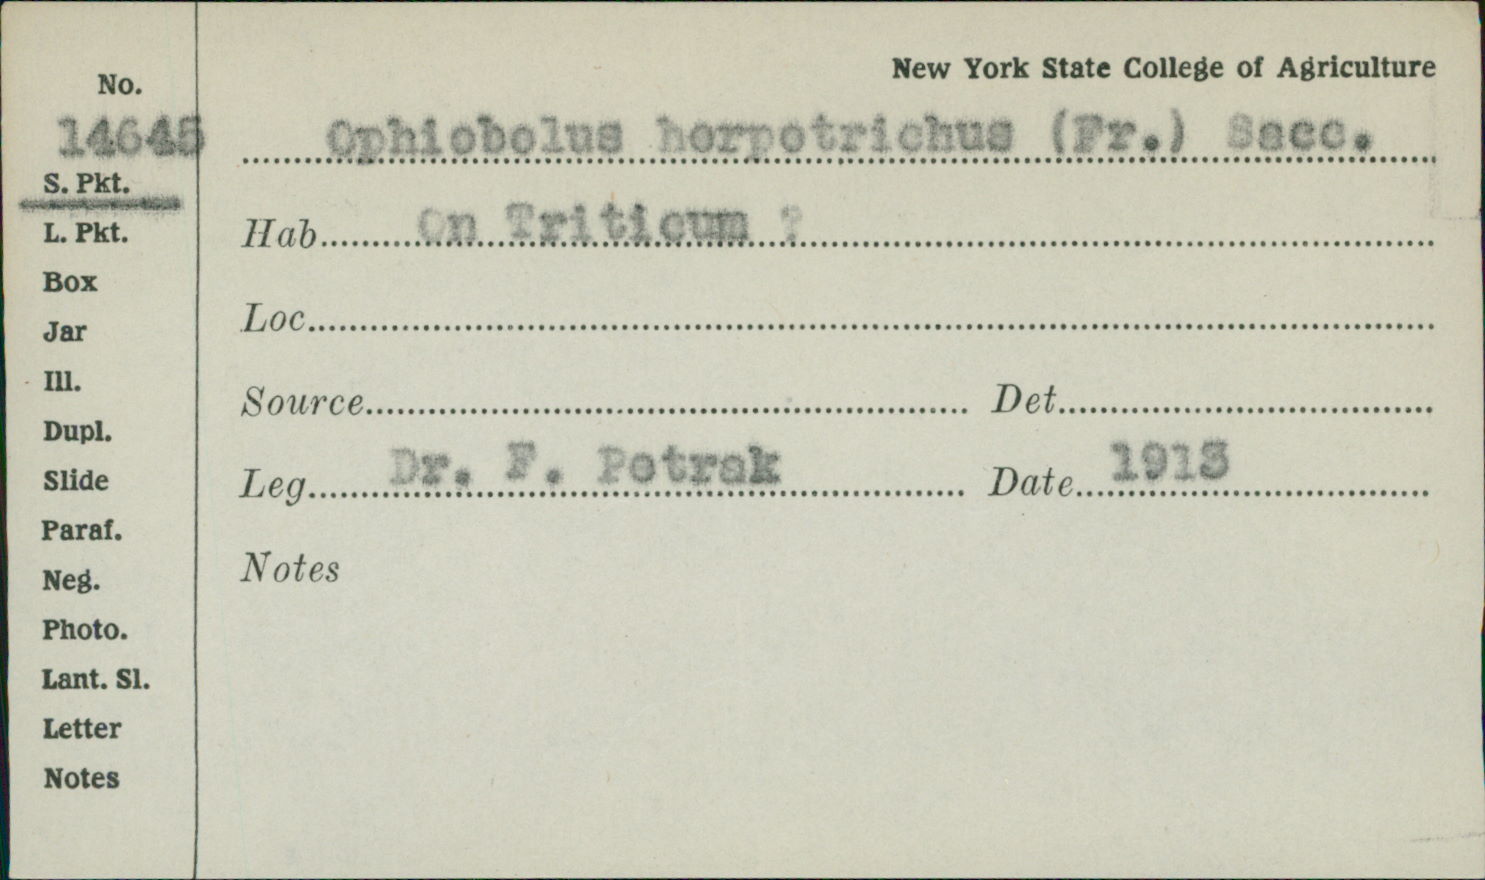 New York State College of Agriculture
No.
14645
Ophiobolus herpotrichus (Fr.) Sacc.
S. Pkt.
L. Pkt.
Box
Jar
Ill.
Dupl.
Slide
Paraf.
Neg.
Photo.
Lant. Sl.
Letter
Notes
Hab. On Triticum ?
Loc.
Source Det.
Leg. Dr. F. Petrak Date
Notes